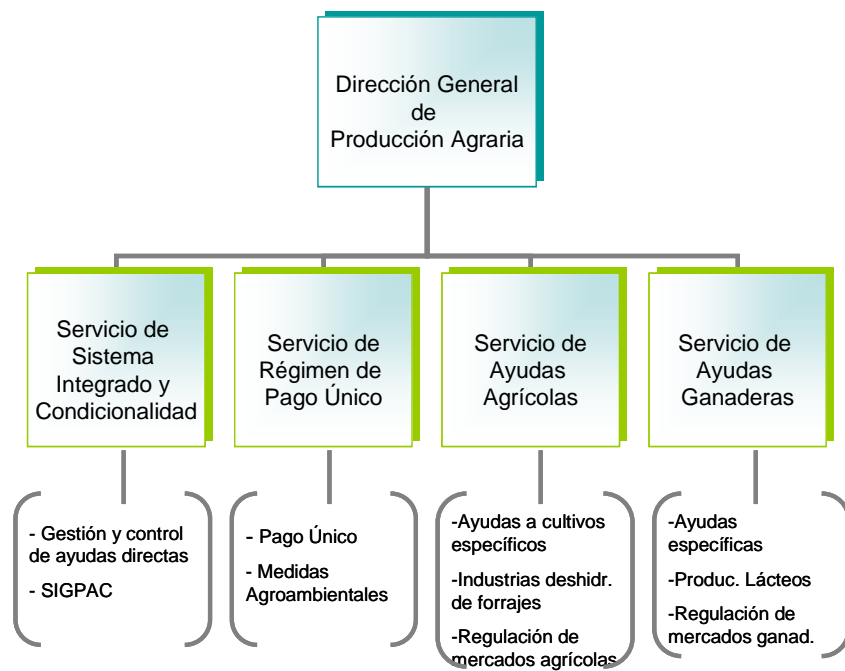 Dirección General
de
Producción Agraria
Servicio de
Sistema
Integrado y
Condicionalidad
Servicio de
Régimen de
Pago Único
Servicio de
Ayudas
Agrícolas
Servicio de
Ayudas
Ganaderas
- Gestión y control
de ayudas directas
- SIGPAC
- Pago Único
- Medidas
Agroambientales
-Ayudas a cultivos
específicos
-Industrias deshidr.
de forrajes
-Regulación de
mercados agrícolas
-Ayudas
específicas
-Produc. Lácteos
-Regulación de
mercados ganad.